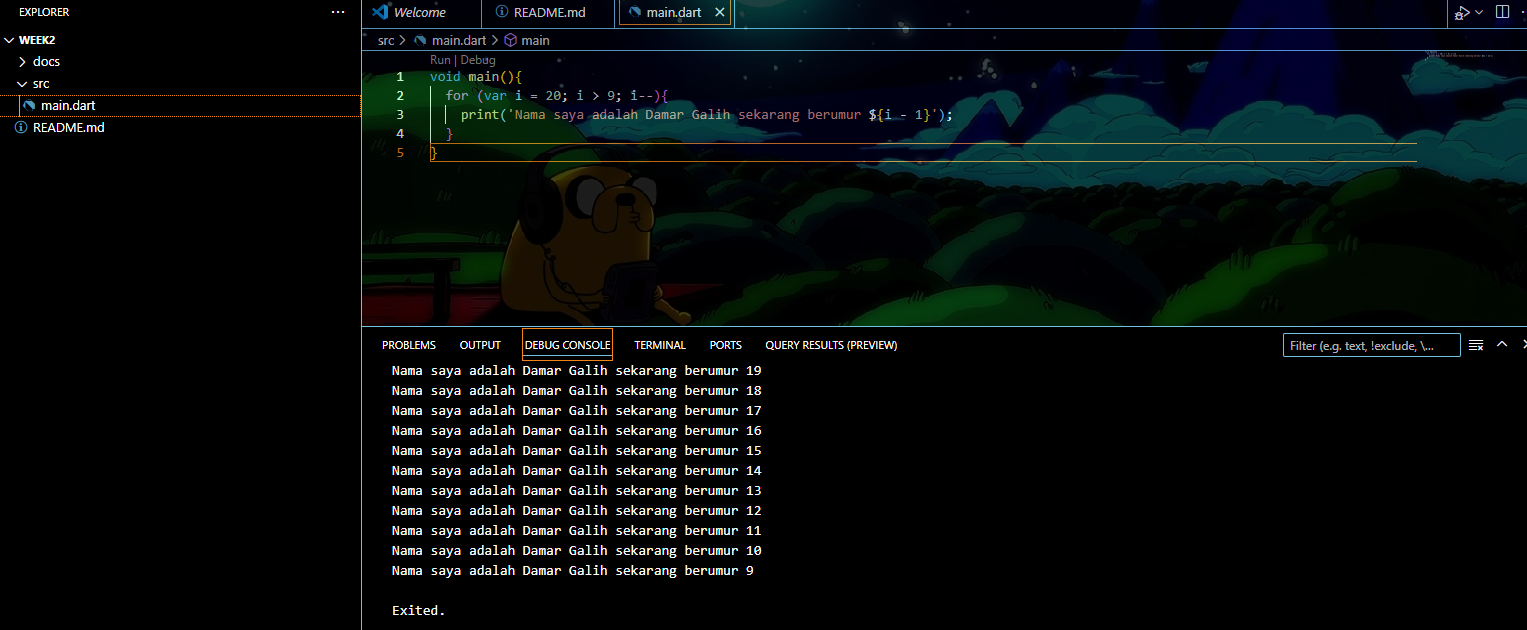 EXPLORER
WEEK2
docs
src
main.dart
README.md
Welcome
README.md
main.dart
src > main.dart > main
Run | Debug
1 void main(){
2 for (var i = 20; i > 9; i--){
3 print('Nama saya adalah Damar Galih sekarang berumur ${i - 1}');
4 }
5 }
PROBLEMS OUTPUT DEBUG CONSOLE TERMINAL PORTS QUERY RESULTS (PREVIEW)
Filter (e.g. text, !exclude, \...
Nama saya adalah Damar Galih sekarang berumur 19
Nama saya adalah Damar Galih sekarang berumur 18
Nama saya adalah Damar Galih sekarang berumur 17
Nama saya adalah Damar Galih sekarang berumur 16
Nama saya adalah Damar Galih sekarang berumur 15
Nama saya adalah Damar Galih sekarang berumur 14
Nama saya adalah Damar Galih sekarang berumur 13
Nama saya adalah Damar Galih sekarang berumur 12
Nama saya adalah Damar Galih sekarang berumur 11
Nama saya adalah Damar Galih sekarang berumur 10
Nama saya adalah Damar Galih sekarang berumur 9
Exited.